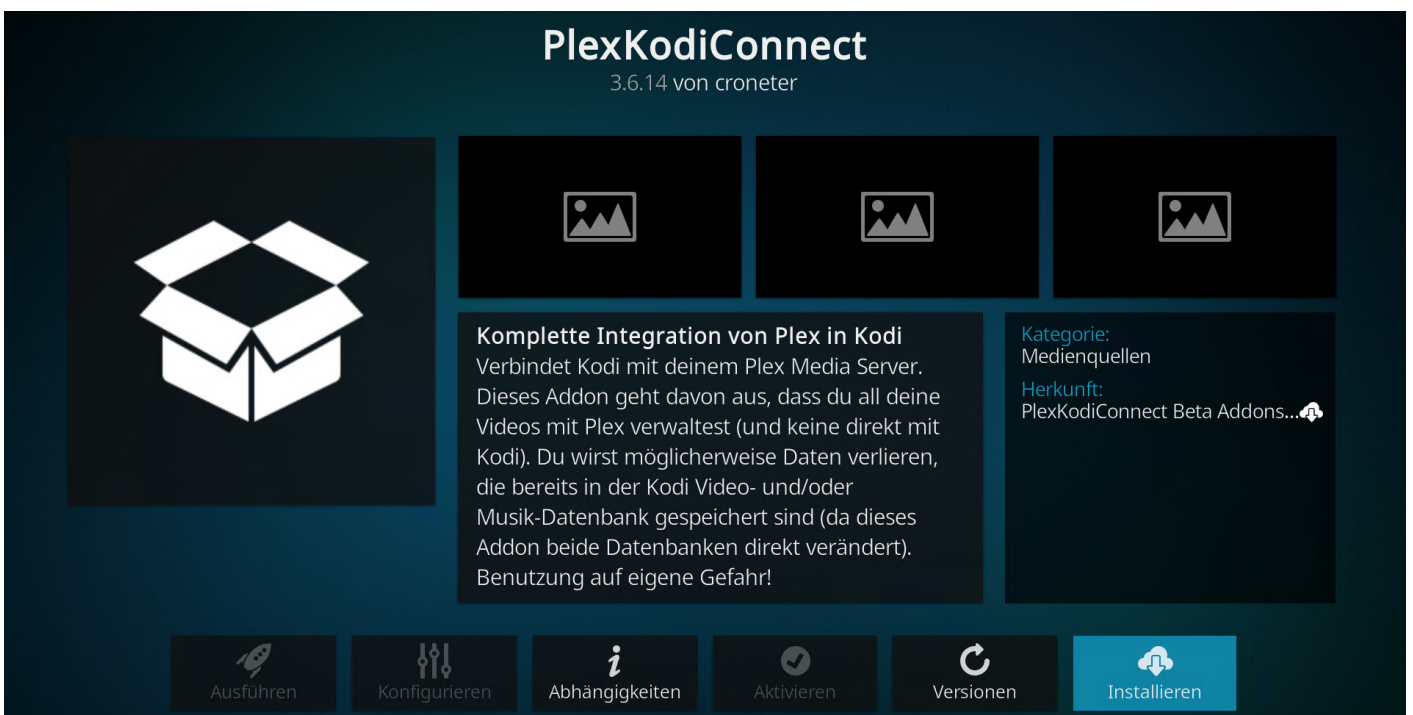 PlexKodiConnect
3.6.14 von croneter
Komplette Integration von Plex in Kodi
Verbindet Kodi mit deinem Plex Media Server.
Dieses Addon geht davon aus, dass du all deine
Videos mit Plex verwaltest (und keine direkt mit
Kodi). Du wirst möglicherweise Daten verlieren,
die bereits in der Kodi Video- und/oder
Musik-Datenbank gespeichert sind (da dieses
Addon beide Datenbanken direkt verändert).
Benutzung auf eigene Gefahr!
Kategorie:
Medienquellen
Herkunft:
PlexKodiConnect Beta Addons...
Ausführen
Konfigurieren
Abhängigkeiten
Aktivieren
Versionen
Installieren